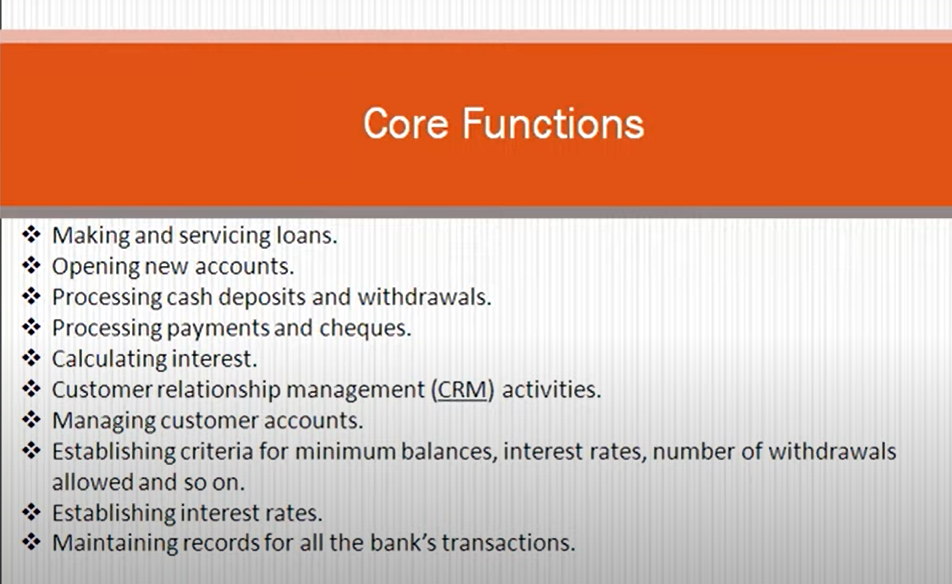 Core Functions
❖ Making and servicing loans.
❖ Opening new accounts.
❖ Processing cash deposits and withdrawals.
❖ Processing payments and cheques.
❖ Calculating interest.
❖ Customer relationship management (CRM) activities.
❖ Managing customer accounts.
❖ Establishing criteria for minimum balances, interest rates, number of withdrawals
allowed and so on.
❖ Establishing interest rates.
❖ Maintaining records for all the bank’s transactions.